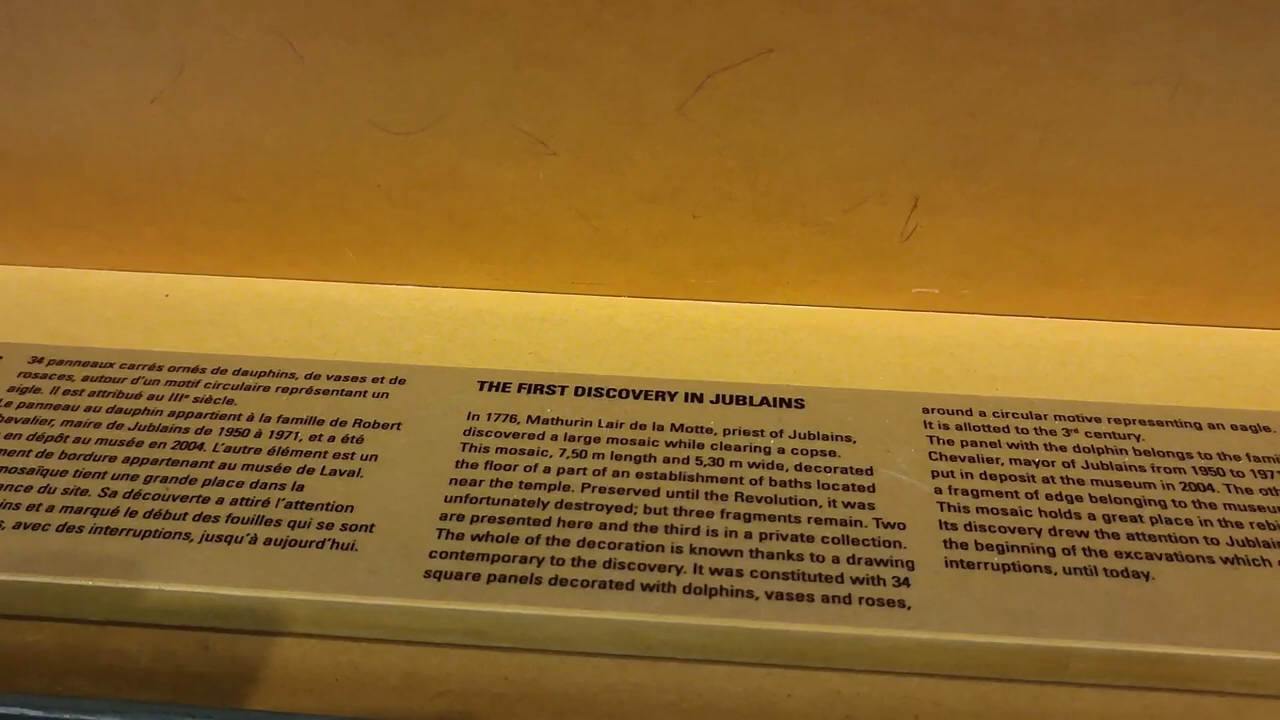 34 panneaux carrés ornés de dauphins, de vases et de
rosaces, autour d'un motif circulaire représentant un
aigle. Il est attribué au IIIe siècle.
Le panneau au dauphin appartient à la famille de Robert
hevalier, maire de Jublains de 1950 à 1971, et a été
en dépôt au musée en 2004. L'autre élément est un
ment de bordure appartenant au musée de Laval.
mosaïque tient une grande place dans la
ance du site. Sa découverte a attiré l'attention
ins et a marqué le début des fouilles qui se sont
s, avec des interruptions, jusqu'à aujourd'hui.
THE FIRST DISCOVERY IN JUBLAINS
In 1776, Mathurin Lair de la Motte, priest of Jublains,
discovered a large mosaic while clearing a copse.
This mosaic, 7,50 m length and 5,30 m wide, decorated
the floor of a part of an establishment of baths located
near the temple. Preserved until the Revolution, it was
unfortunately destroyed; but three fragments remain. Two
are presented here and the third is in a private collection.
The whole of the decoration is known thanks to a drawing
contemporary to the discovery. It was constituted with 34
square panels decorated with dolphins, vases and roses,
around a circular motive representing an eagle.
It is allotted to the 3rd century.
The panel with the dolphin belongs to the fami
Chevalier, mayor of Jublains from 1950 to 197
put in deposit at the museum in 2004. The oth
a fragment of edge belonging to the museu
This mosaic holds a great place in the rebi
Its discovery drew the attention to Jublain
the beginning of the excavations which
interruptions, until today.